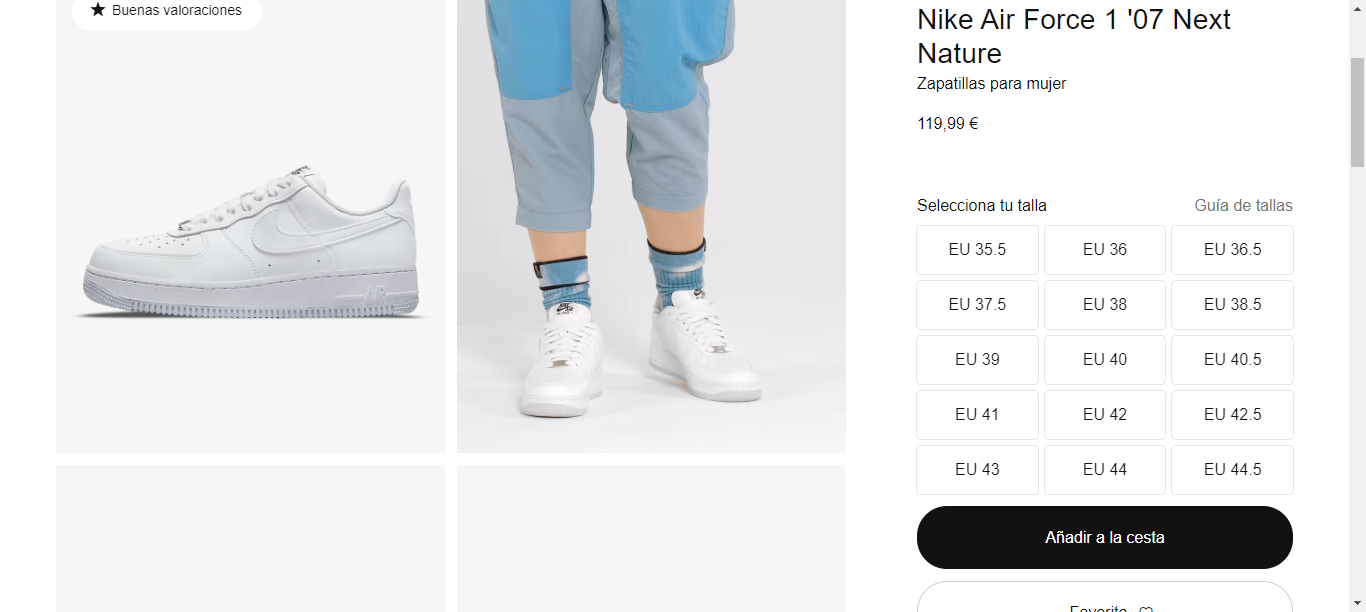 ★ Buenas valoraciones
Nike Air Force 1 '07 Next
Nature
Zapatillas para mujer
119,99 €
Selecciona tu talla
Guía de tallas
EU 35.5
EU 36
EU 36.5
EU 37.5
EU 38
EU 38.5
EU 39
EU 40
EU 40.5
EU 41
EU 42
EU 42.5
EU 43
EU 44
EU 44.5
Añadir a la cesta
Favorito